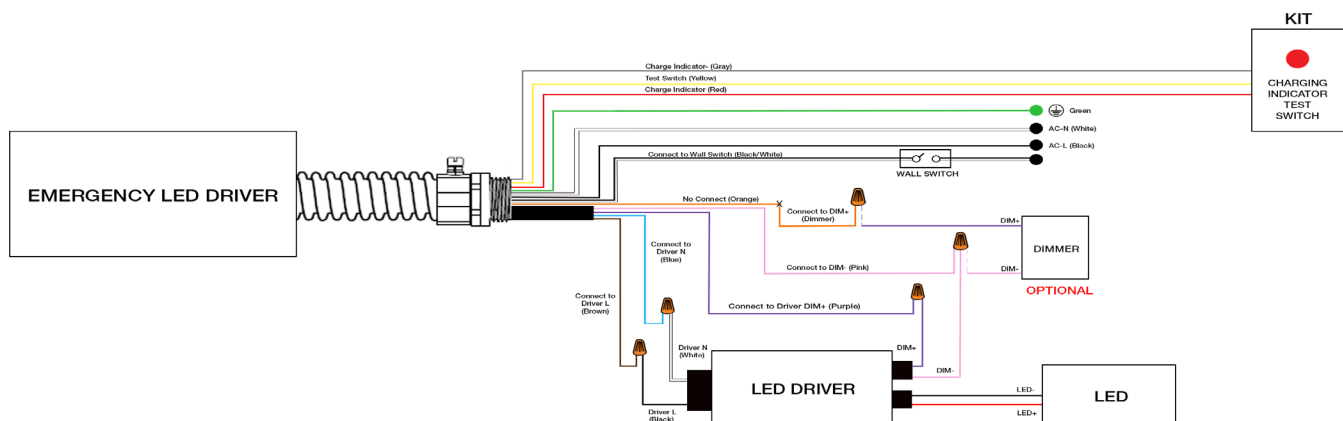 KIT
Charge Indicator- (Gray)
Test Switch (Yellow)
Charge Indicator (Red)
CHARGING
INDICATOR
TEST
SWITCH
Green
AC-N (White)
AC-L (Black)
Connect to Wall Switch (Black/White)
WALL SWITCH
EMERGENCY LED DRIVER
No Connect (Orange)
X
Connect to DIM+
(Dimmer)
DIM+
DIMMER
Connect to
Driver N
(Blue)
Connect to DIM- (Pink)
DIM-
OPTIONAL
Connect to
Driver L
(Brown)
Connect to Driver DIM+ (Purple)
Driver N
(White)
DIM+
DIM-
LED DRIVER
LED-
LED+
LED
Driver L
(Black)